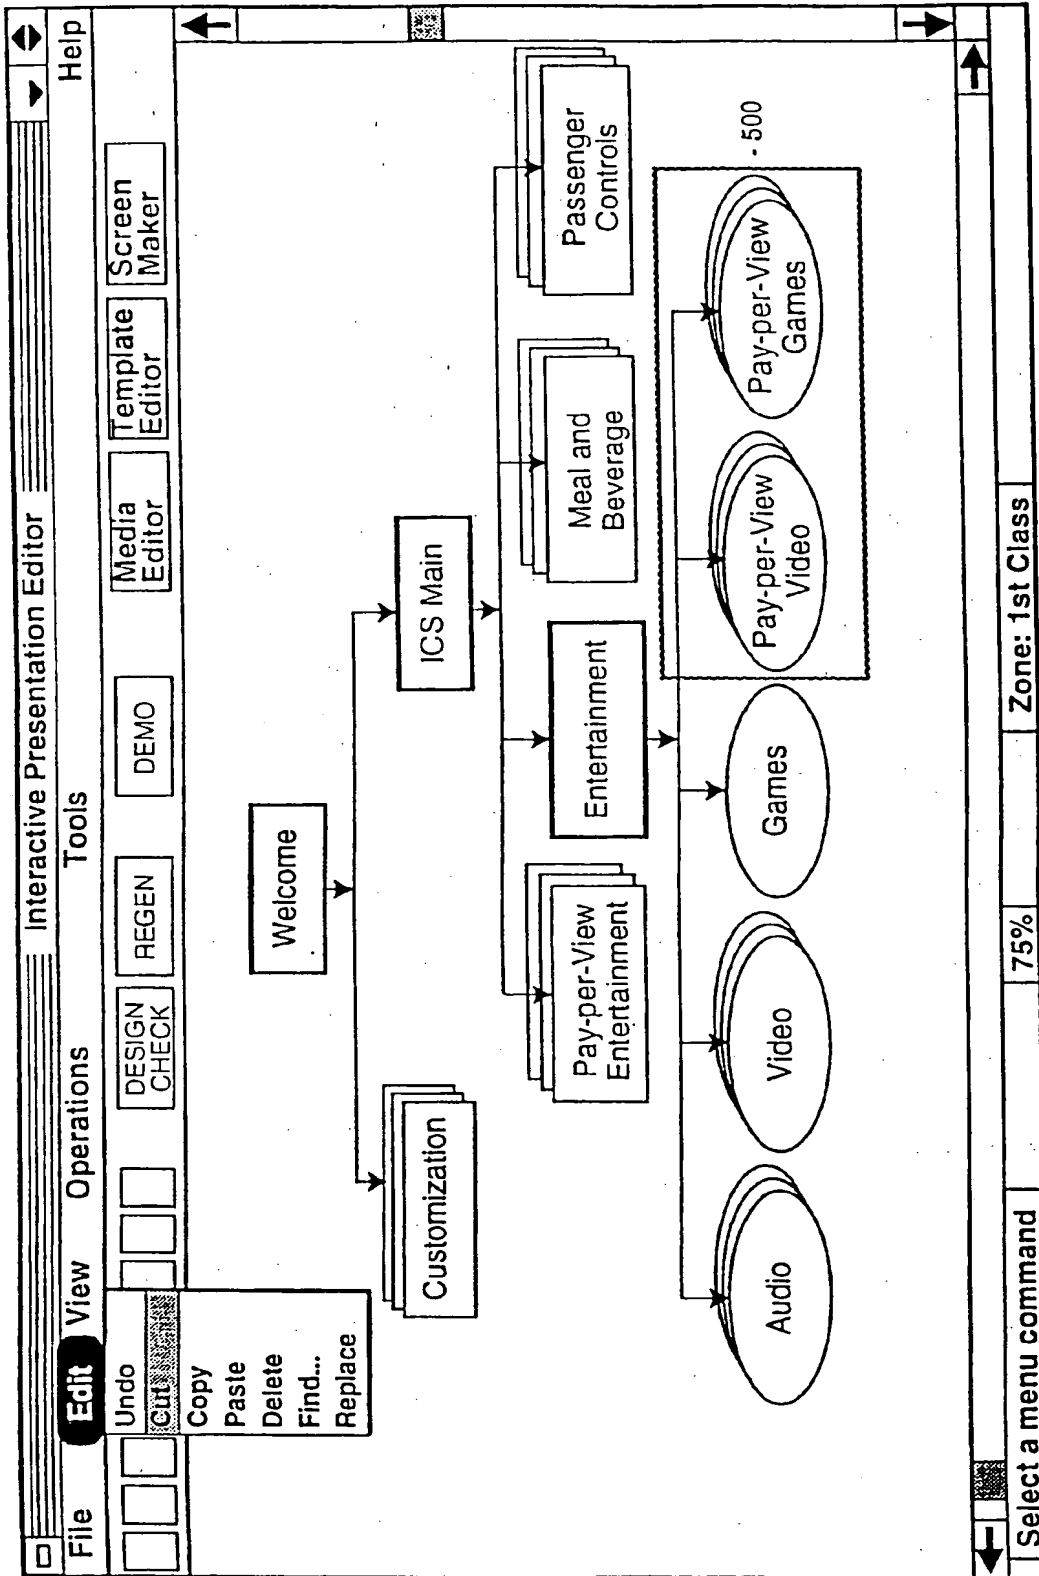 Interactive Presentation Editor
File Edit View Operations Tools Help
DESIGN
CHECK
REGEN
DEMO
Media
Editor
Template
Editor
Screen
Maker
Undo
Cut
Copy
Paste
Delete
Find...
Replace
Welcome
Customization
ICS Main
Pay-per-View
Entertainment
Entertainment
Meal and
Beverage
Passenger
Controls
Audio
Video
Games
Pay-per-View
Video
Pay-per-View
Games
- 500
Select a menu command
75%
Zone: 1st Class